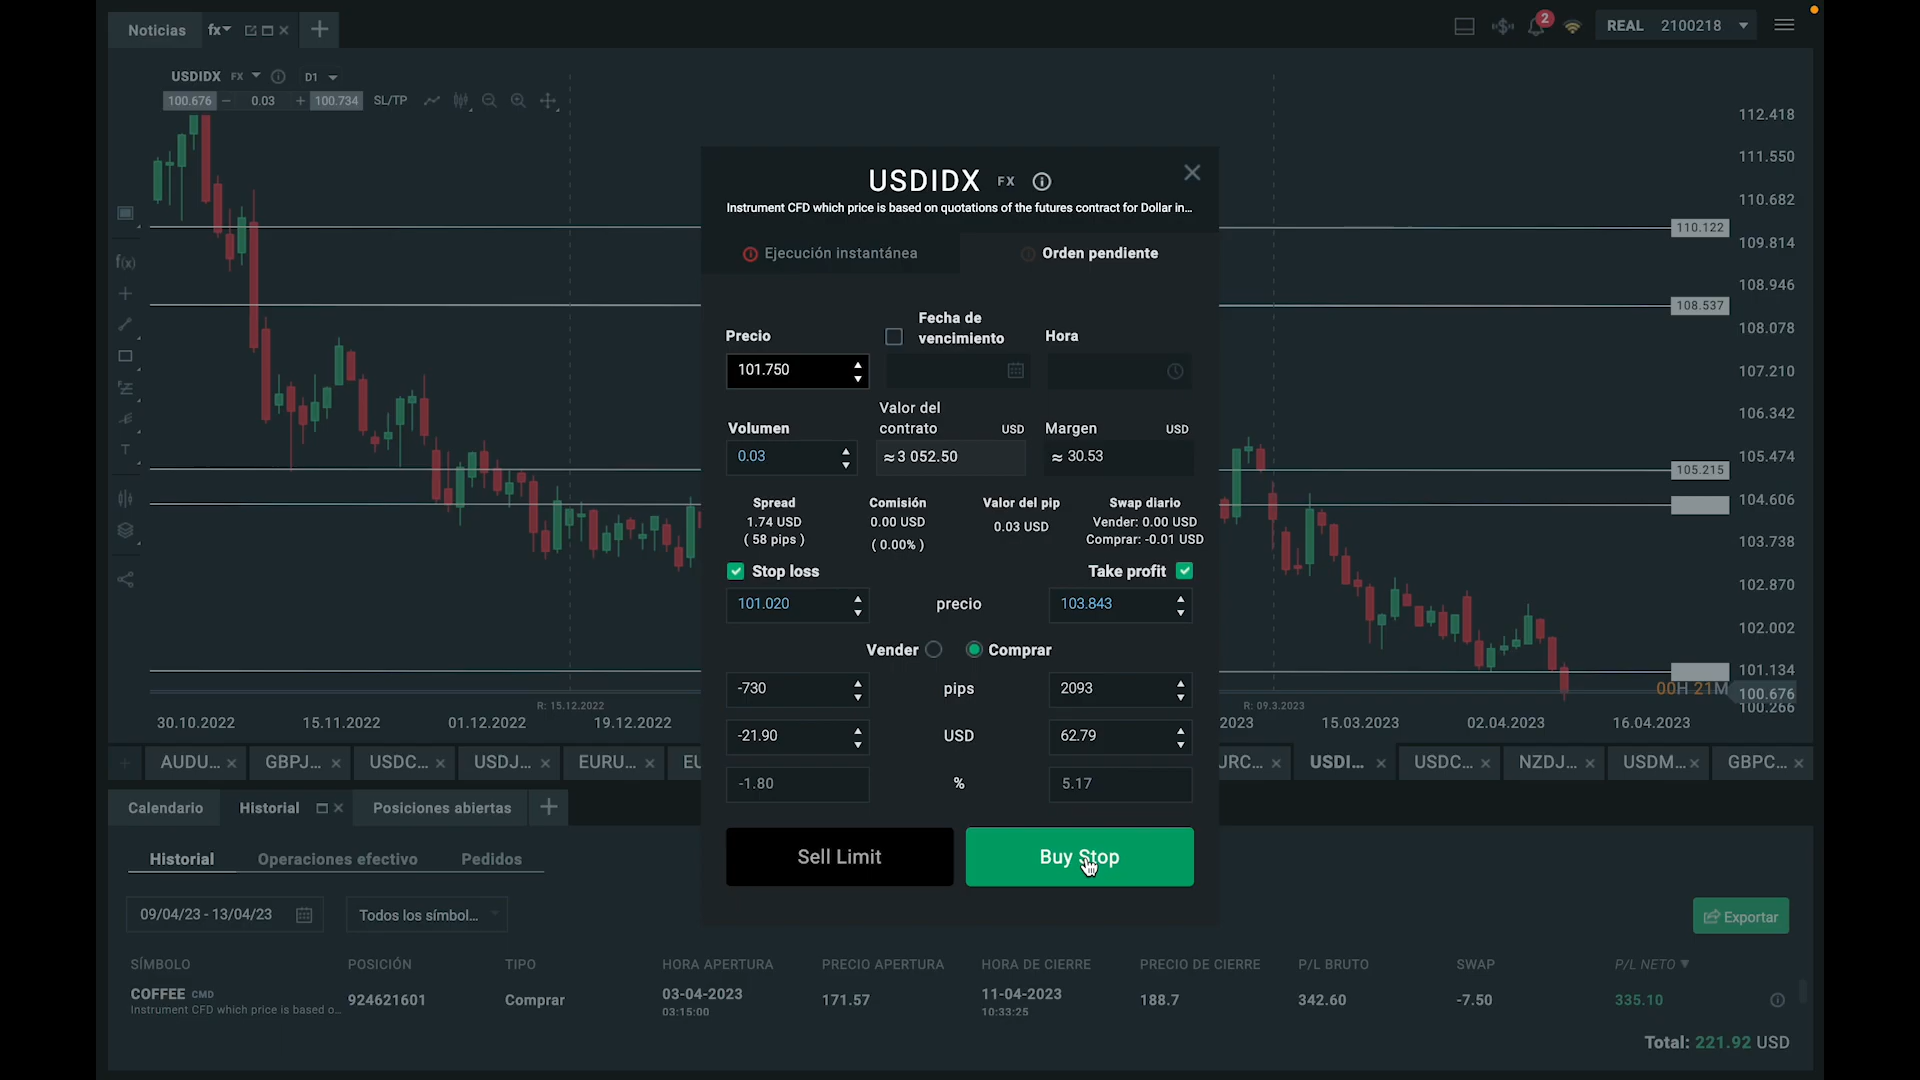 Noticias
fx
2
REAL 2100218
USDIDX FX D1
100.676 − 0.03 + 100.734 SL/TP
112.418
111.550
110.682
110.122
109.814
108.946
108.537
108.078
107.210
106.342
105.474
105.215
104.606
103.738
102.870
102.002
101.134
00H 21M
100.676
100.266
f(x)
T
R: 15.12.2022
R: 09.3.2023
30.10.2022 15.11.2022 01.12.2022 19.12.2022 2023 15.03.2023 02.04.2023 16.04.2023
USDIDX FX
Instrument CFD which price is based on quotations of the futures contract for Dollar in...
Ejecución instantánea
Orden pendiente
Precio
Fecha de
vencimiento
Hora
101.750
Volumen
Valor del
contrato USD
Margen USD
0.03
≈3 052.50
≈ 30.53
Spread
1.74 USD
( 58 pips )
Comisión
0.00 USD
( 0.00% )
Valor del pip
0.03 USD
Swap diario
Vender: 0.00 USD
Comprar: -0.01 USD
Stop loss
Take profit
101.020 precio 103.843
Vender Comprar
-730 pips 2093
-21.90 USD 62.79
-1.80 % 5.17
Sell Limit
Buy Stop
AUDU... GBPJ... USDC... USDJ... EURU... EU URC... USDI... USDC... NZDJ... USDM... GBPC...
Calendario Historial Posiciones abiertas
Historial Operaciones efectivo Pedidos
09/04/23 - 13/04/23
Todos los símbol...
Exportar
SÍMBOLO POSICIÓN TIPO HORA APERTURA PRECIO APERTURA HORA DE CIERRE PRECIO DE CIERRE P/L BRUTO SWAP P/L NETO
COFFEE CMD 924621601 Comprar 03-04-2023 171.57 11-04-2023 188.7 342.60 -7.50 335.10
Instrument CFD which price is based o... 03:15:00 10:33:25
Total: 221.92 USD